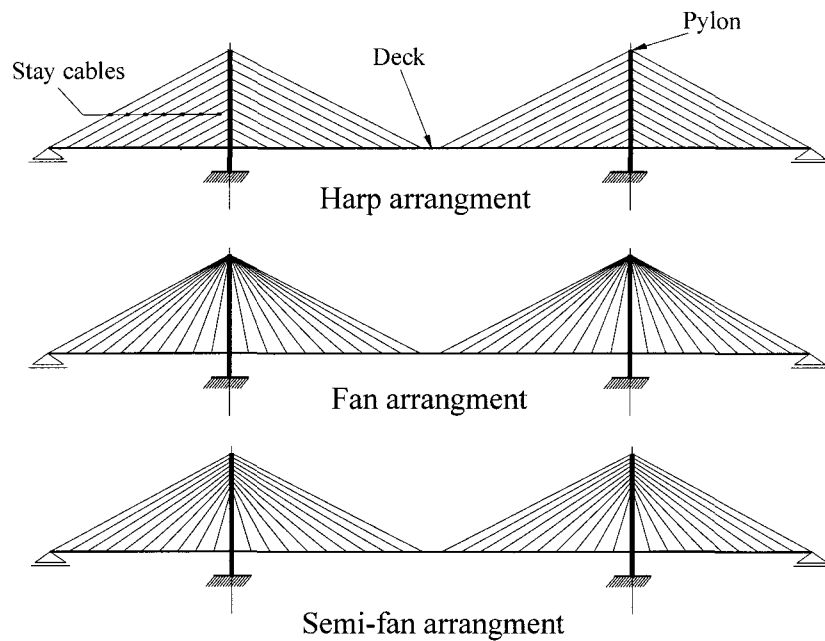 Pylon
Deck
Stay cables
Harp arrangment
Fan arrangment
Semi-fan arrangment